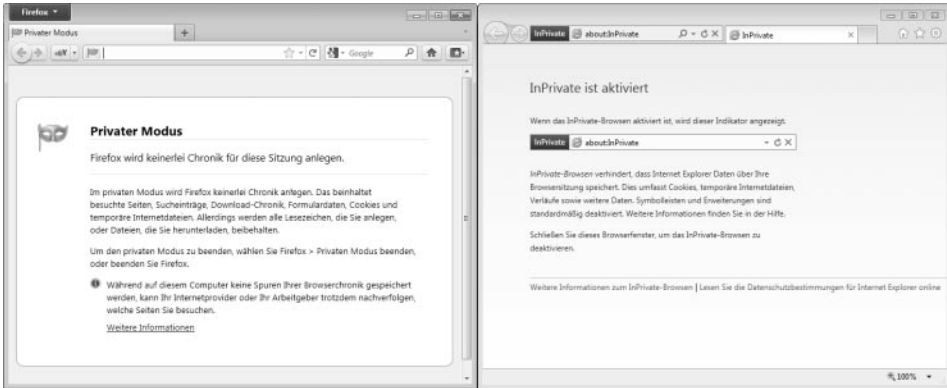 Firefox
Privater Modus
Google
Privater Modus
Firefox wird keinerlei Chronik für diese Sitzung anlegen.
Im privaten Modus wird Firefox keinerlei Chronik anlegen. Das beinhaltet
besuchte Seiten, Sucheinträge, Download-Chronik, Formulardaten, Cookies und
temporäre Internetdateien. Allerdings werden alle Lesezeichen, die Sie anlegen,
oder Dateien, die Sie herunterladen, beibehalten.
Um den privaten Modus zu beenden, wählen Sie Firefox > Privaten Modus beenden,
oder beenden Sie Firefox.
Während auf diesem Computer keine Spuren Ihrer Browserchronik gespeichert
werden, kann Ihr Internetprovider oder Ihr Arbeitgeber trotzdem nachverfolgen,
welche Seiten Sie besuchen.
Weitere Informationen
InPrivate about:InPrivate InPrivate
InPrivate ist aktiviert
Wenn das InPrivate-Browsen aktiviert ist, wird dieser Indikator angezeigt.
InPrivate about:InPrivate
InPrivate-Browsen verhindert, dass Internet Explorer Daten über Ihre
Browsersitzung speichert. Dies umfasst Cookies, temporäre Internetdateien,
Verläufe sowie weitere Daten. Symbolleisten und Erweiterungen sind
standardmäßig deaktiviert. Weitere Informationen finden Sie in der Hilfe.
Schließen Sie dieses Browserfenster, um das InPrivate-Browsen zu
deaktivieren.
Weitere Informationen zum InPrivate-Browsen | Lesen Sie die Datenschutzbestimmungen für Internet Explorer online
100%